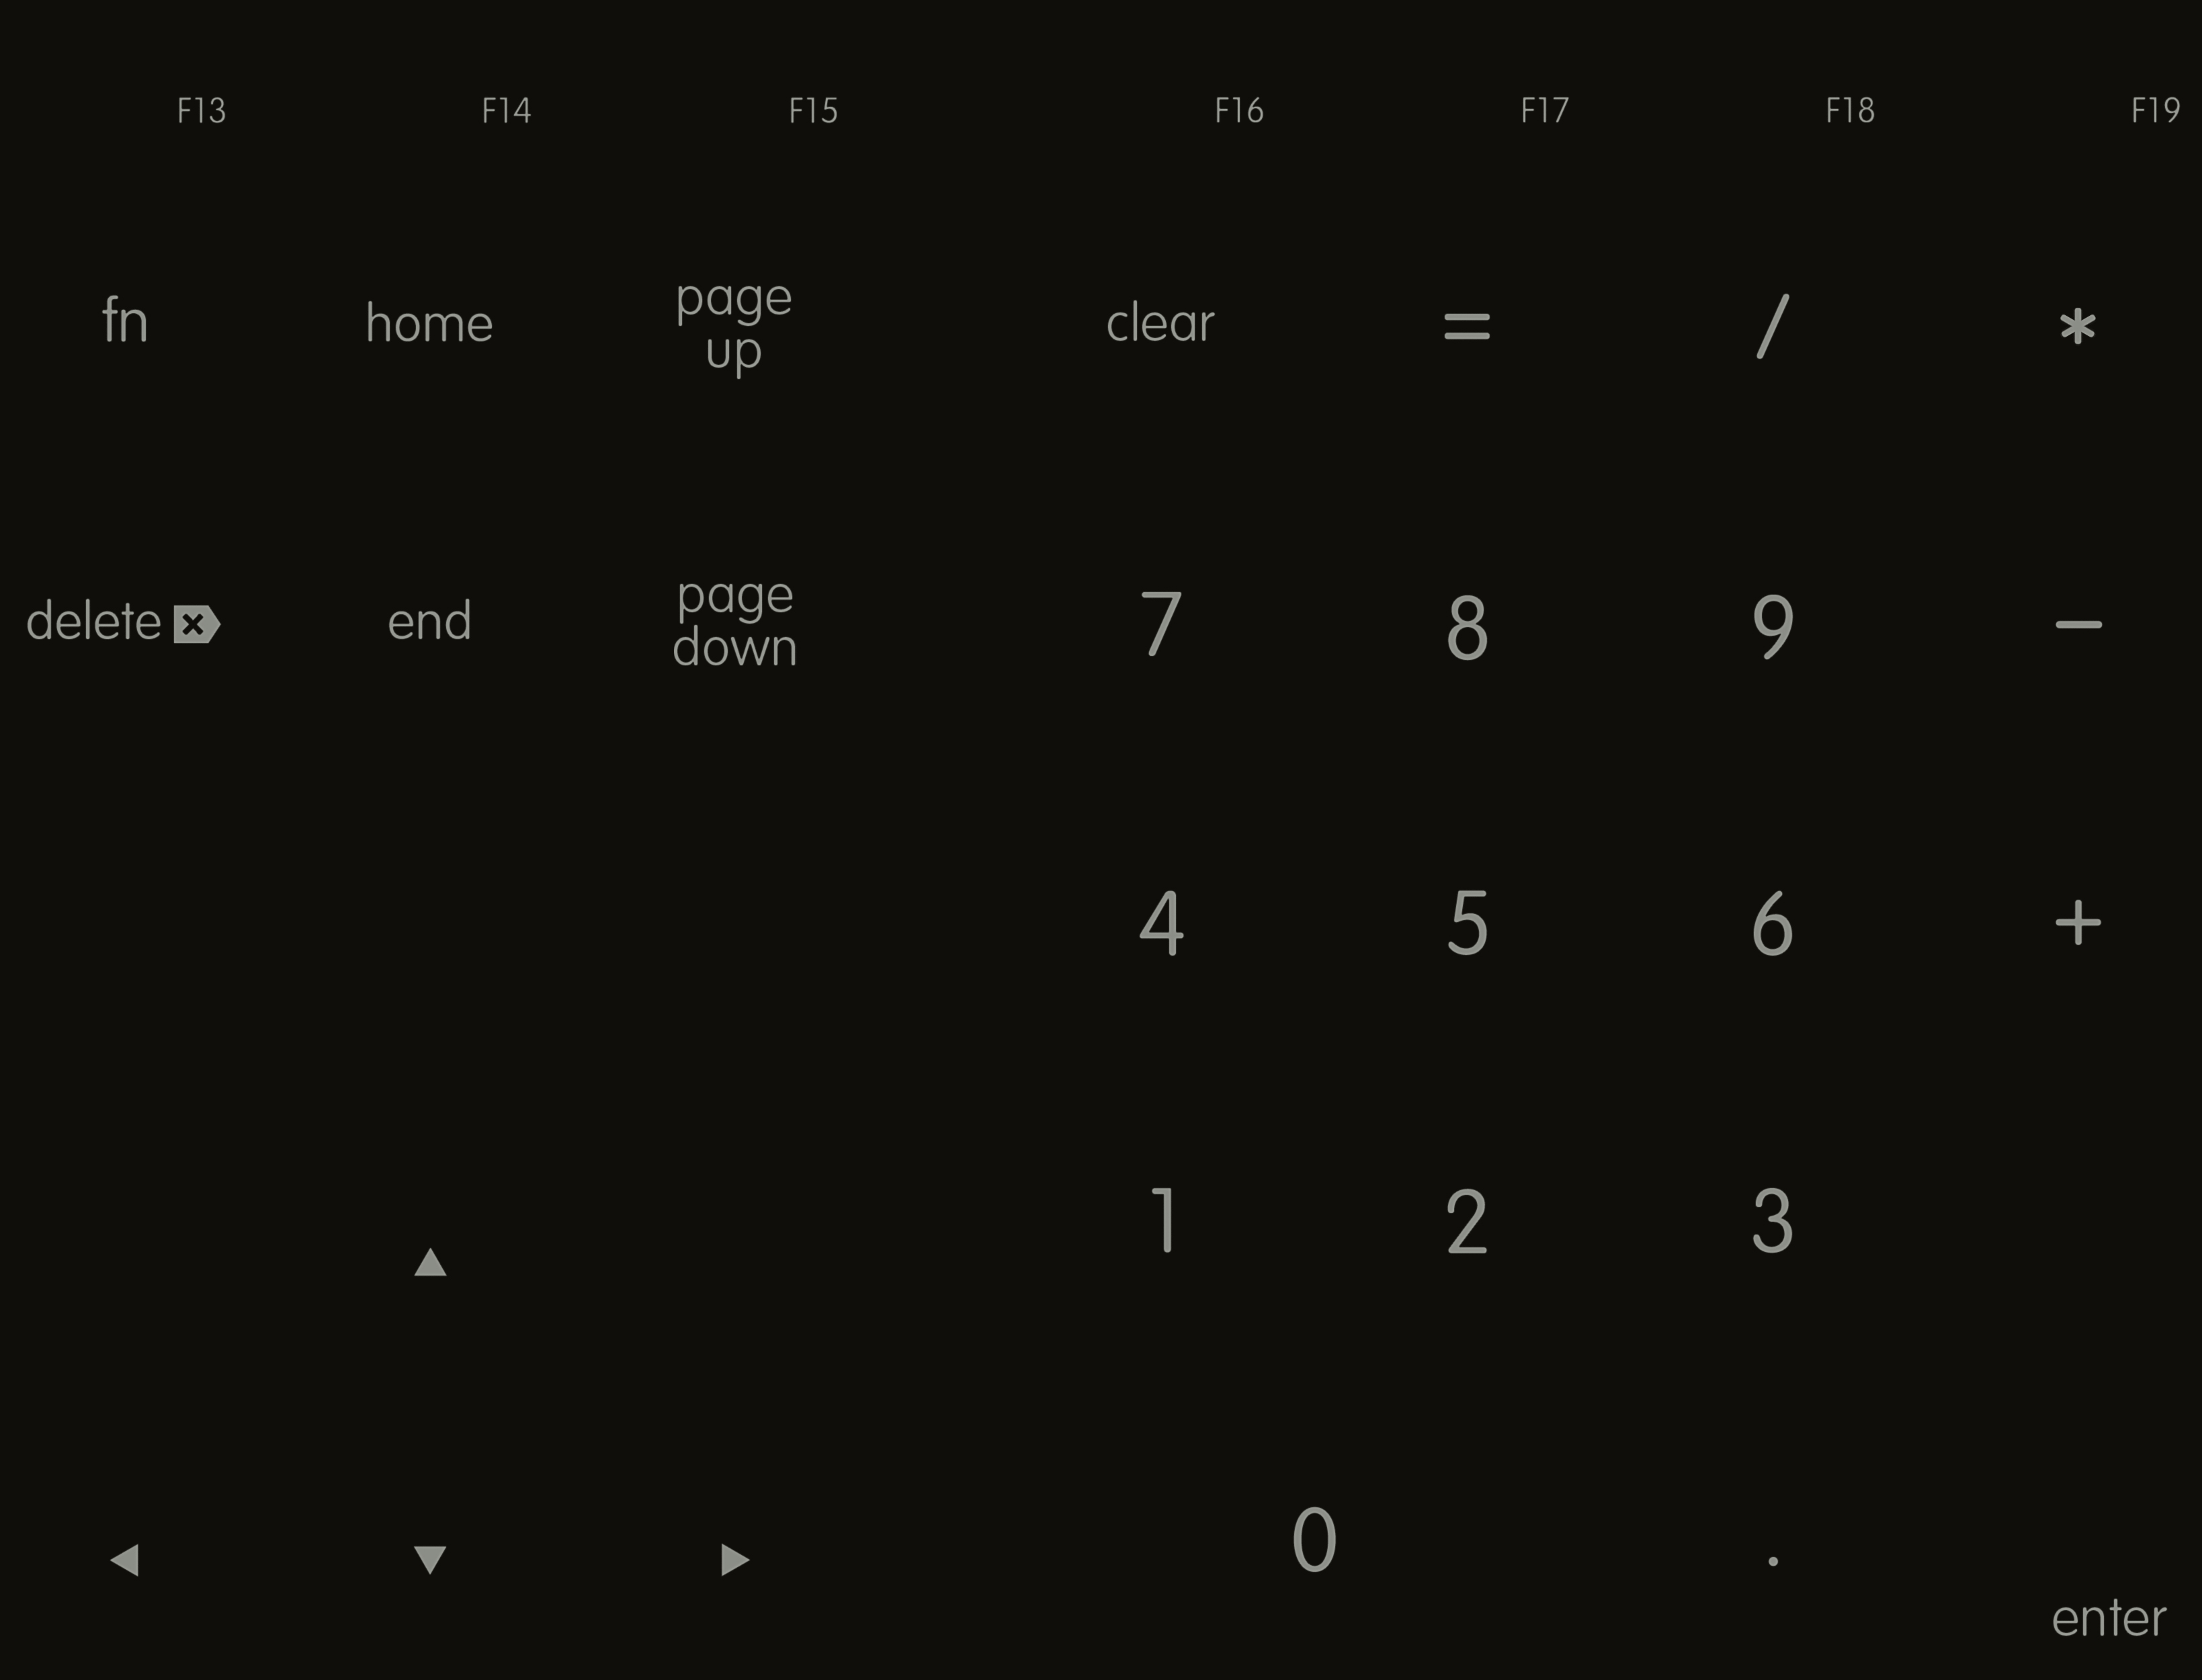 F13 F14 F15 F16 F17 F18 F19
fn home page up clear = / *
delete end page down 7 8 9 −
4 5 6 +
1 2 3
0 .
enter